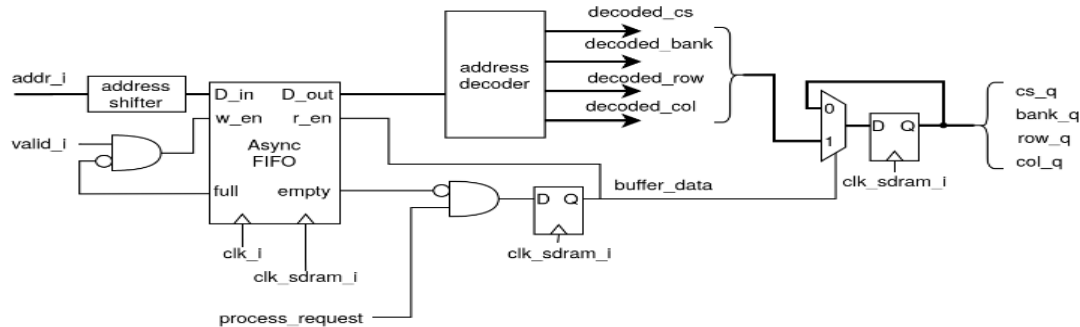 decoded_cs
decoded_bank
decoded_row
decoded_col
address
decoder
addr_i
address
shifter
D_in
D_out
w_en
r_en
Async
FIFO
full
empty
valid_i
clk_i
clk_sdram_i
process_request
D
Q
clk_sdram_i
buffer_data
0
1
D
Q
clk_sdram_i
cs_q
bank_q
row_q
col_q